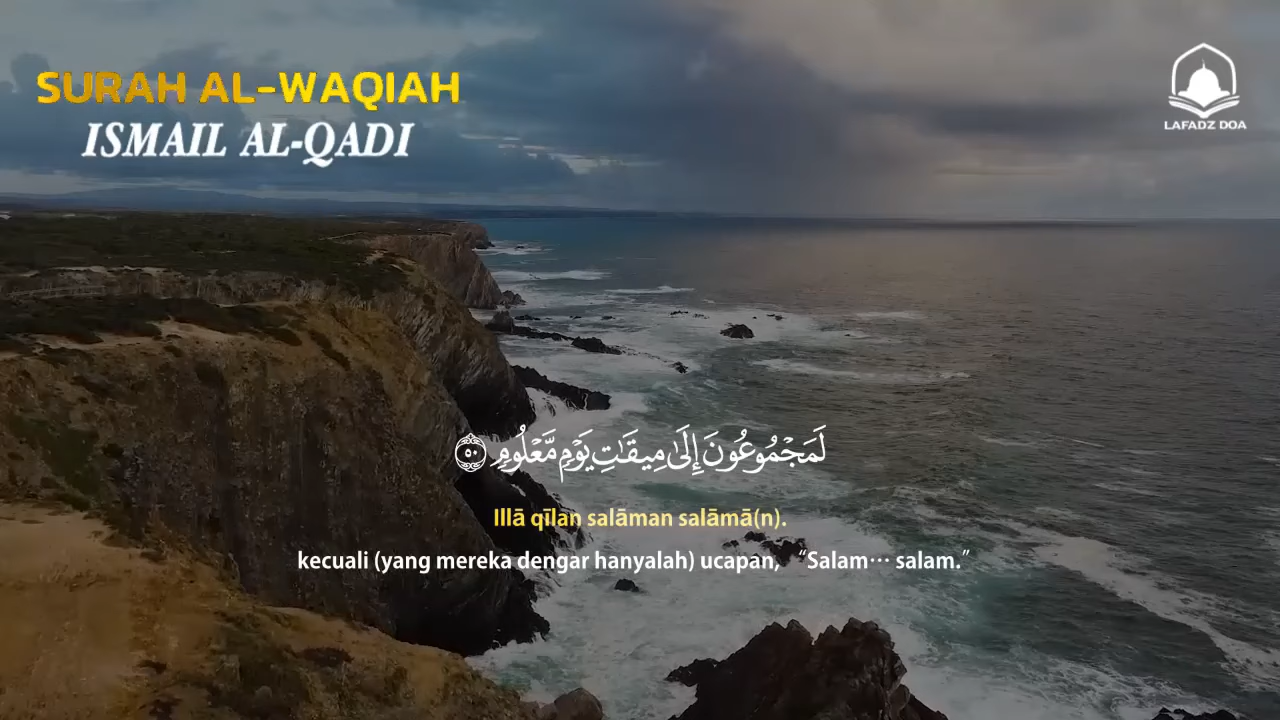 SURAH AL-WAQIAH
ISMAIL AL-QADI
LAFADZ DOA
لَمَجْمُوعُونَ إِلَىٰ مِيقَـٰتِ يَوْمٍ مَّعْلُومٍ ٥٠
Illā qīlan salāman salāmā(n).
kecuali (yang mereka dengar hanyalah) ucapan, “Salam… salam.”